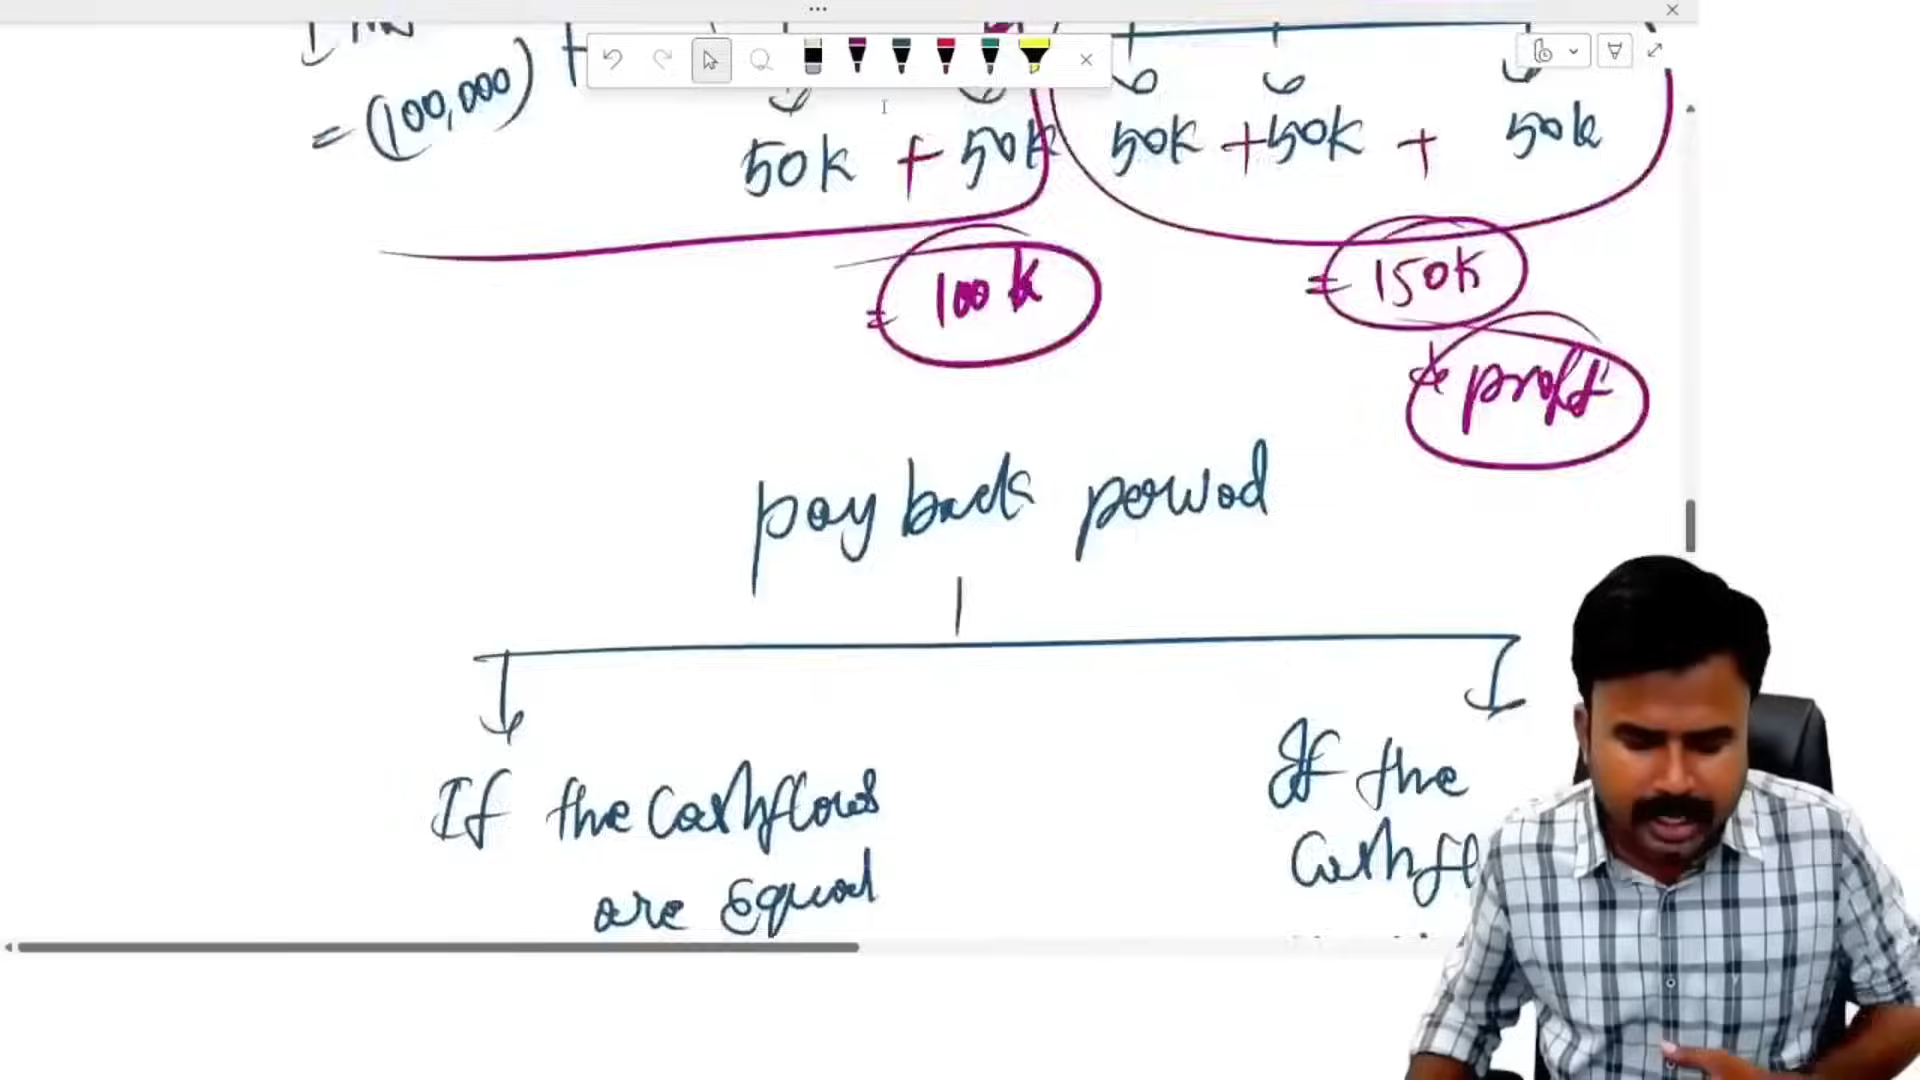 = (100,000)
50k + 50k 50k + 50k + 50k
= 100k = 150k
* profit
pay back period
If the Cashflows
are Equal
If the
Cashfl